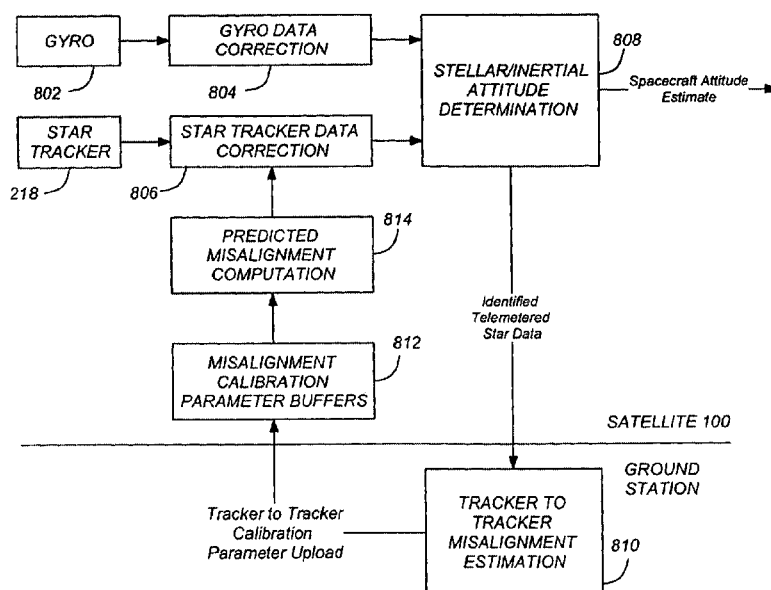 GYRO
802
GYRO DATA
CORRECTION
804
STELLAR/INERTIAL
ATTITUDE
DETERMINATION
808
Spacecraft Attitude
Estimate
STAR
TRACKER
218
STAR TRACKER DATA
CORRECTION
806
PREDICTED
MISALIGNMENT
COMPUTATION
814
Identified
Telemetered
Star Data
MISALIGNMENT
CALIBRATION
PARAMETER BUFFERS
812
SATELLITE 100
GROUND
STATION
Tracker to Tracker
Calibration
Parameter Upload
TRACKER TO
TRACKER
MISALIGNMENT
ESTIMATION
810